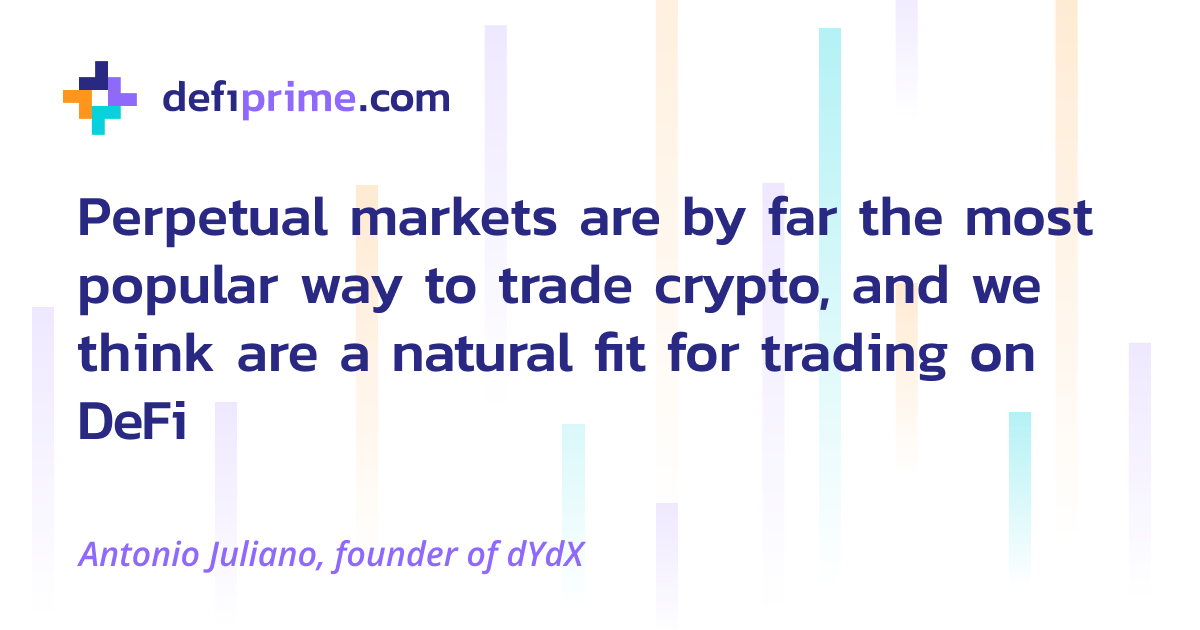 defiprime.com
Perpetual markets are by far the most
popular way to trade crypto, and we
think are a natural fit for trading on
DeFi
Antonio Juliano, founder of dYdX